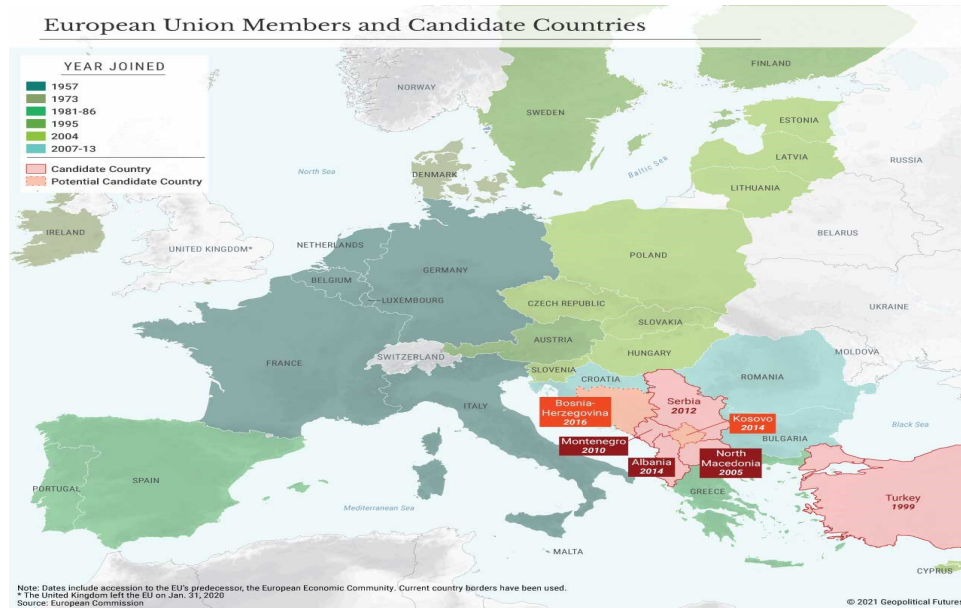 European Union Members and Candidate Countries
YEAR JOINED
1957
1973
1981-86
1995
2004
2007-13
Candidate Country
Potential Candidate Country
NORWAY
FINLAND
SWEDEN
ESTONIA
LATVIA
LITHUANIA
RUSSIA
North Sea
Baltic Sea
DENMARK
IRELAND
UNITED KINGDOM*
NETHERLANDS
BELGIUM
LUXEMBOURG
GERMANY
POLAND
BELARUS
UKRAINE
CZECH REPUBLIC
SLOVAKIA
AUSTRIA
HUNGARY
MOLDOVA
FRANCE
SWITZERLAND
SLOVENIA
CROATIA
ROMANIA
ITALY
Bosnia-
Herzegovina
2016
Serbia
2012
Kosovo
2014
Black Sea
Montenegro
2010
BULGARIA
Albania
2014
North
Macedonia
2005
PORTUGAL
SPAIN
GREECE
Turkey
1999
Mediterranean Sea
MALTA
CYPRUS
Note: Dates include accession to the EU's predecessor, the European Economic Community. Current country borders have been used.
* The United Kingdom left the EU on Jan. 31, 2020
Source: European Commission
© 2021 Geopolitical Futures